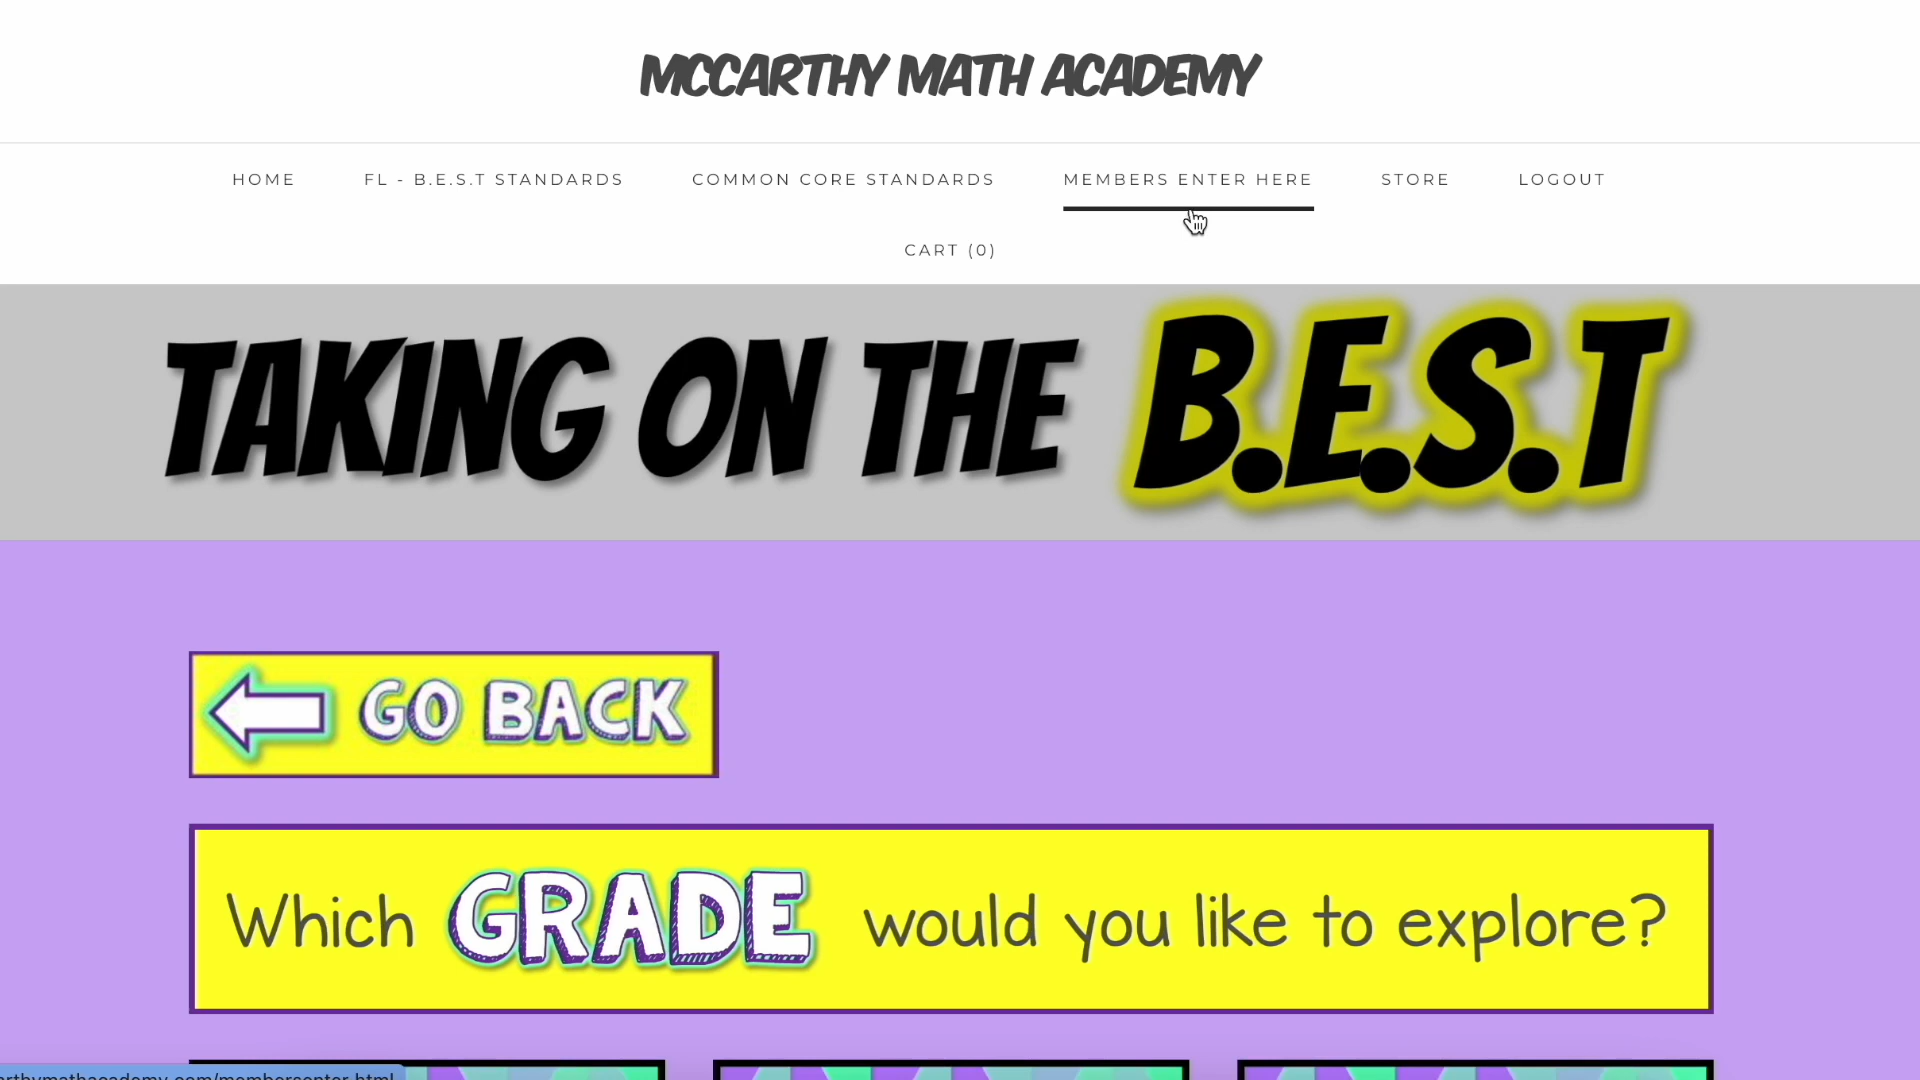 MCCARTHY MATH ACADEMY
HOME FL - B.E.S.T STANDARDS COMMON CORE STANDARDS MEMBERS ENTER HERE STORE LOGOUT
CART (0)
TAKING ON THE B.E.S.T
GO BACK
Which GRADE would you like to explore?